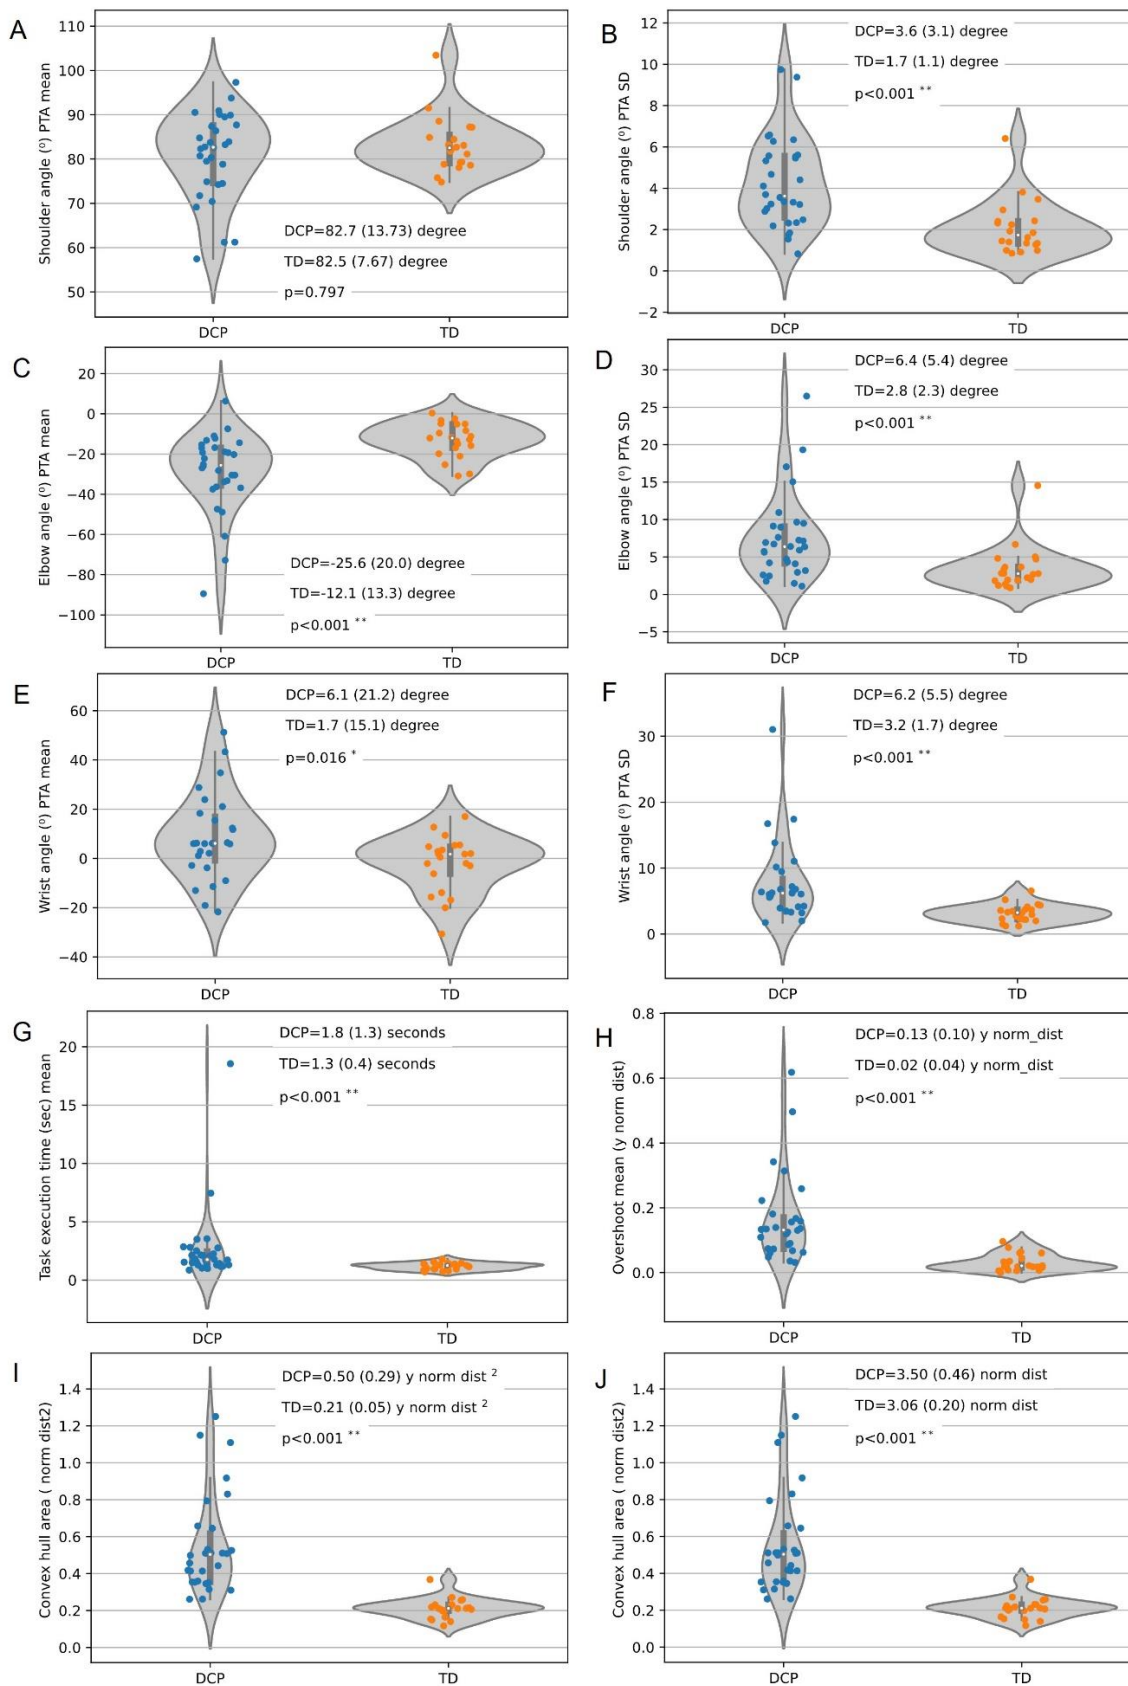 A
Shoulder angle (⁰) PTA mean
110
100
90
80
70
60
50
DCP=82.7 (13.73) degree
TD=82.5 (7.67) degree
p=0.797
DCP
TD
B
Shoulder angle (⁰) PTA SD
12
10
8
6
4
2
0
−2
DCP=3.6 (3.1) degree
TD=1.7 (1.1) degree
p<0.001 **
DCP
TD
C
Elbow angle (⁰) PTA mean
20
0
−20
−40
−60
−80
−100
DCP=-25.6 (20.0) degree
TD=-12.1 (13.3) degree
p<0.001 **
DCP
TD
D
Elbow angle (⁰) PTA SD
30
25
20
15
10
5
0
−5
DCP=6.4 (5.4) degree
TD=2.8 (2.3) degree
p<0.001 **
DCP
TD
E
Wrist angle (⁰) PTA mean
60
40
20
0
−20
−40
DCP=6.1 (21.2) degree
TD=1.7 (15.1) degree
p=0.016 *
DCP
TD
F
Wrist angle (⁰) PTA SD
30
20
10
0
DCP=6.2 (5.5) degree
TD=3.2 (1.7) degree
p<0.001 **
DCP
TD
G
Task execution time (sec) mean
20
15
10
5
0
DCP=1.8 (1.3) seconds
TD=1.3 (0.4) seconds
p<0.001 **
DCP
TD
H
Overshoot mean (y norm dist)
0.8
0.6
0.4
0.2
0.0
DCP=0.13 (0.10) y norm_dist
TD=0.02 (0.04) y norm_dist
p<0.001 **
DCP
TD
I
Convex hull area ( norm dist2)
1.4
1.2
1.0
0.8
0.6
0.4
0.2
0.0
DCP=0.50 (0.29) y norm dist ²
TD=0.21 (0.05) y norm dist ²
p<0.001 **
DCP
TD
J
Convex hull area ( norm dist2)
1.4
1.2
1.0
0.8
0.6
0.4
0.2
0.0
DCP=3.50 (0.46) norm dist
TD=3.06 (0.20) norm dist
p<0.001 **
DCP
TD